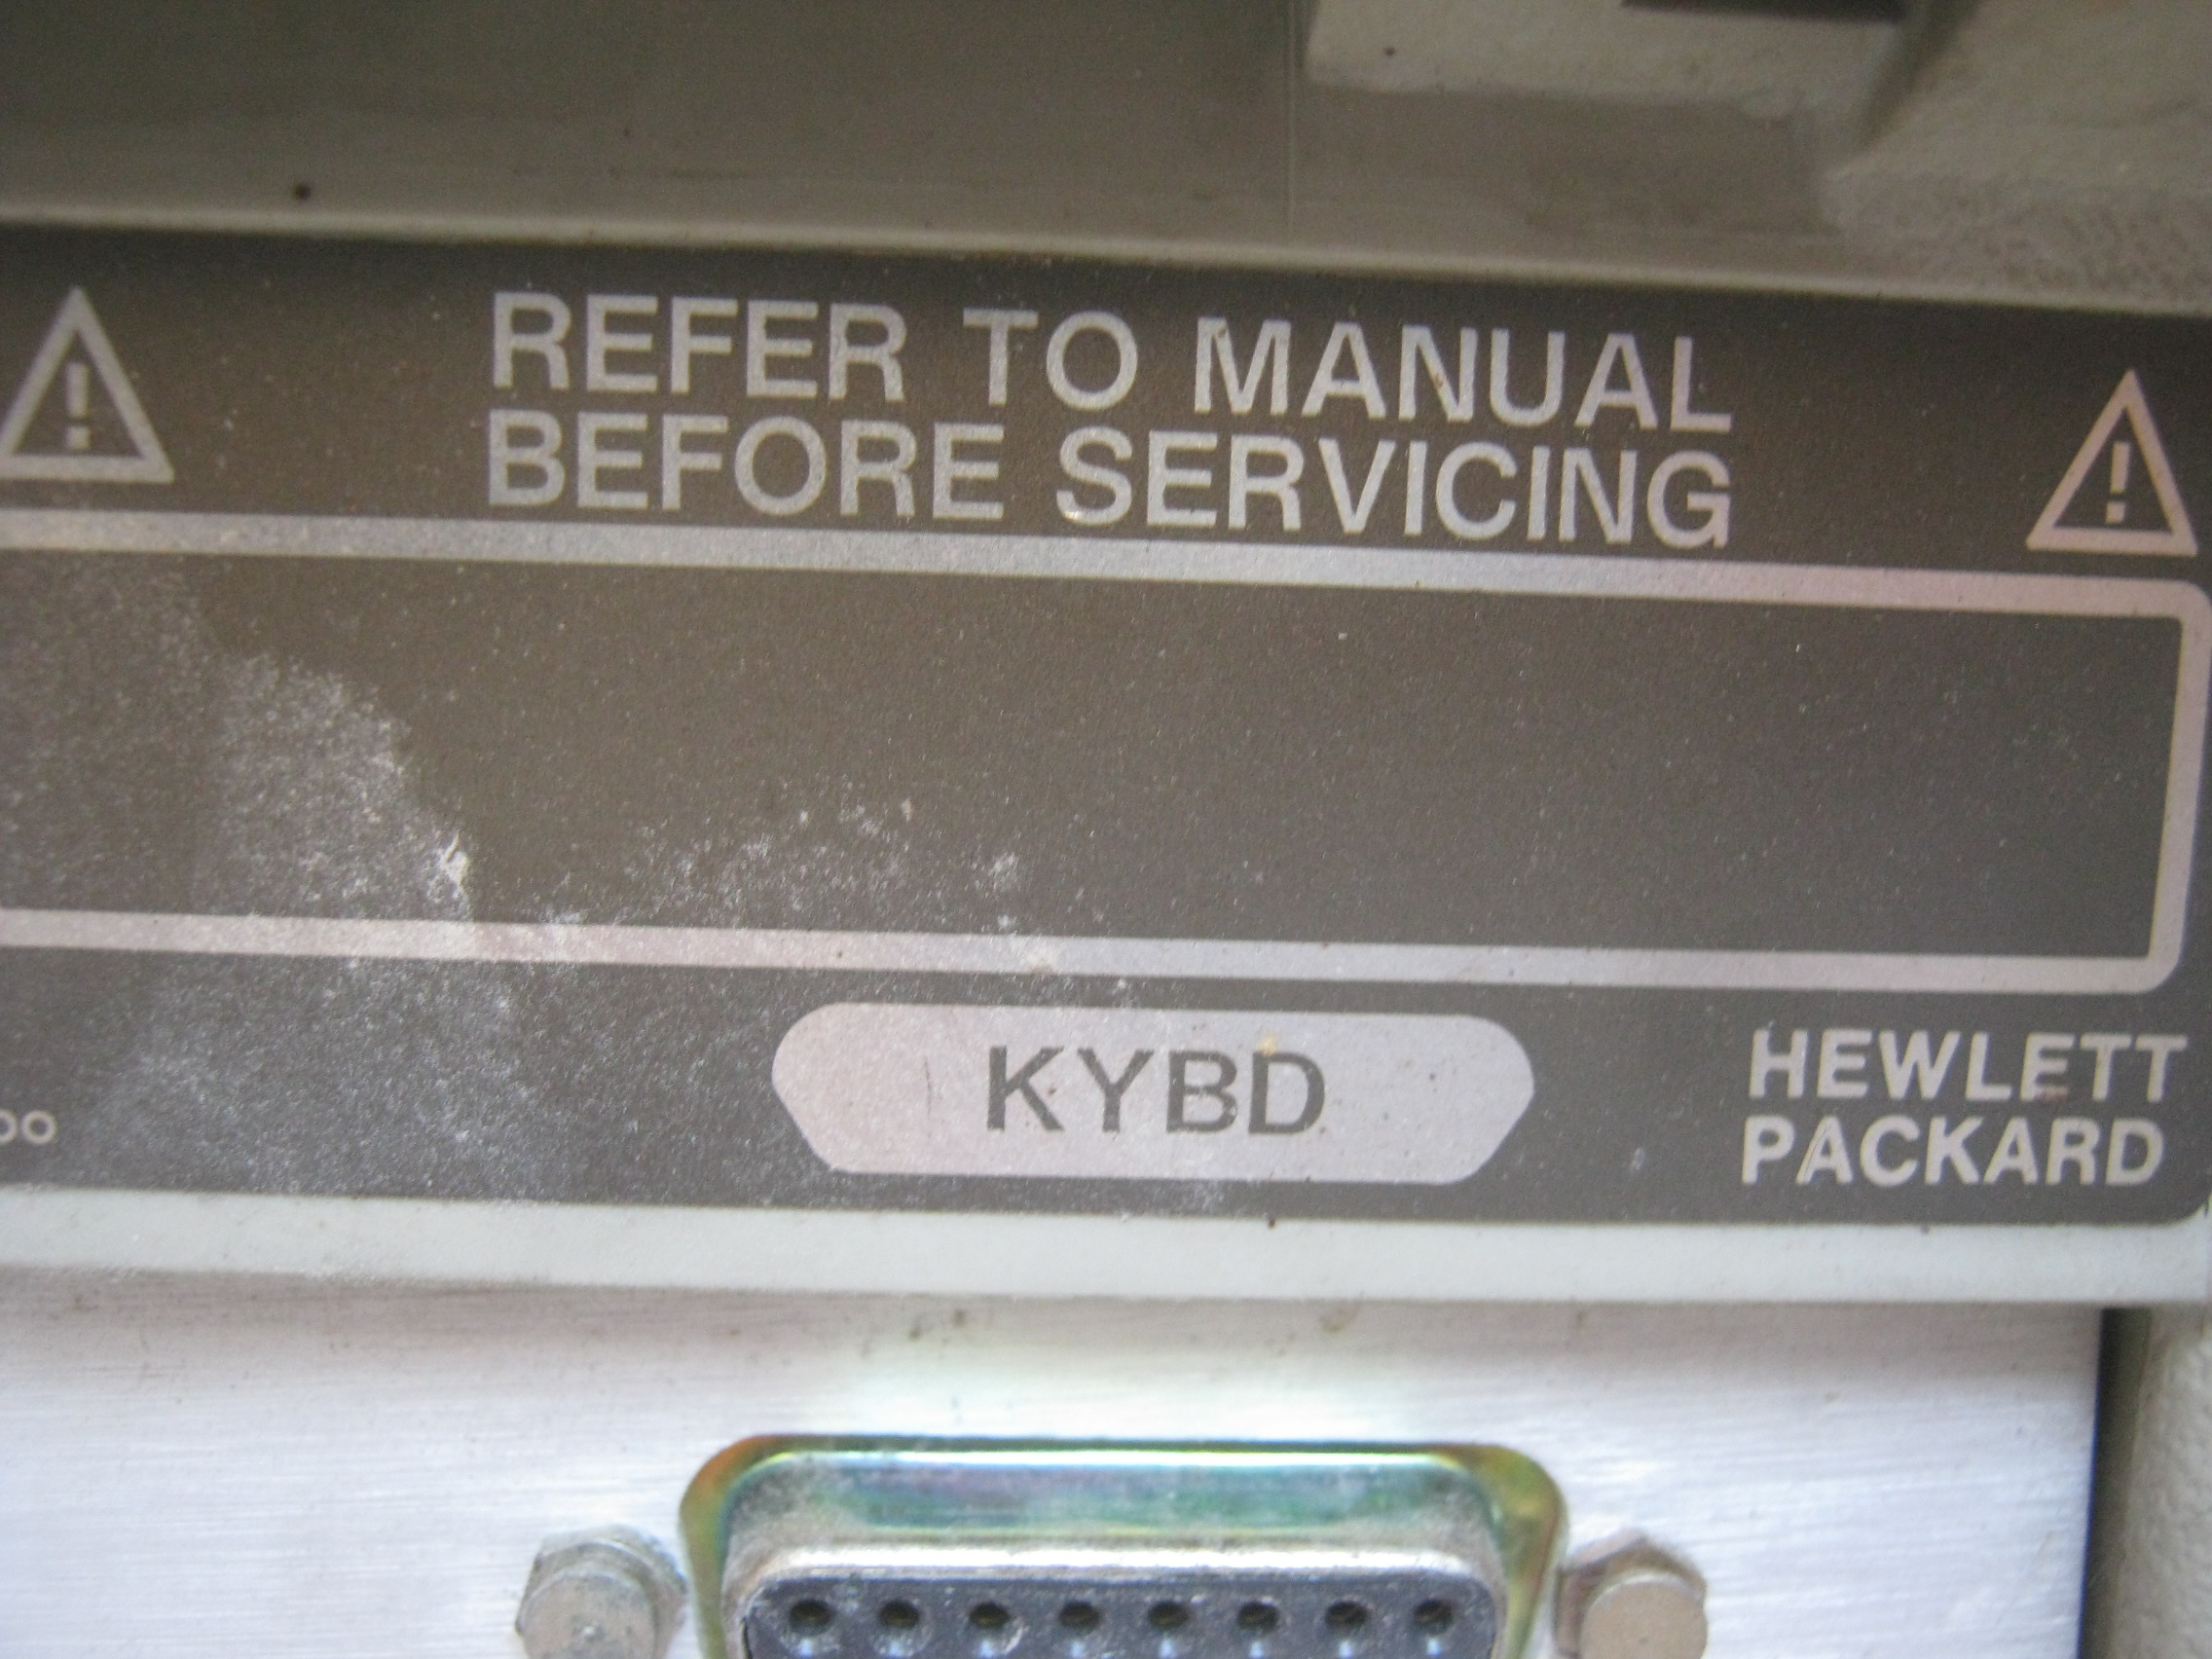 REFER TO MANUAL
BEFORE SERVICING
KYBD
HEWLETT
PACKARD